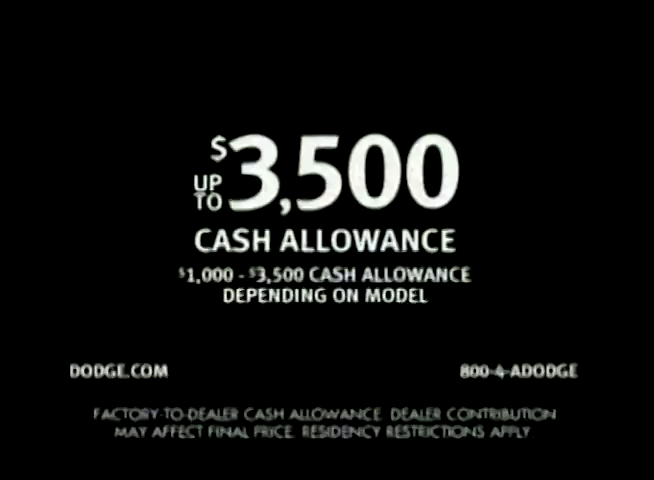 UP TO $3,500
CASH ALLOWANCE
$1,000 - $3,500 CASH ALLOWANCE
DEPENDING ON MODEL
DODGE.COM 800-4-ADODGE
FACTORY-TO-DEALER CASH ALLOWANCE. DEALER CONTRIBUTION
MAY AFFECT FINAL PRICE. RESIDENCY RESTRICTIONS APPLY.